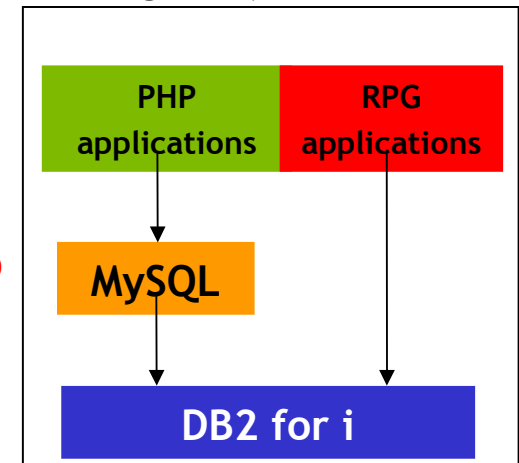 PHP
applications
RPG
applications
MySQL
DB2 for i